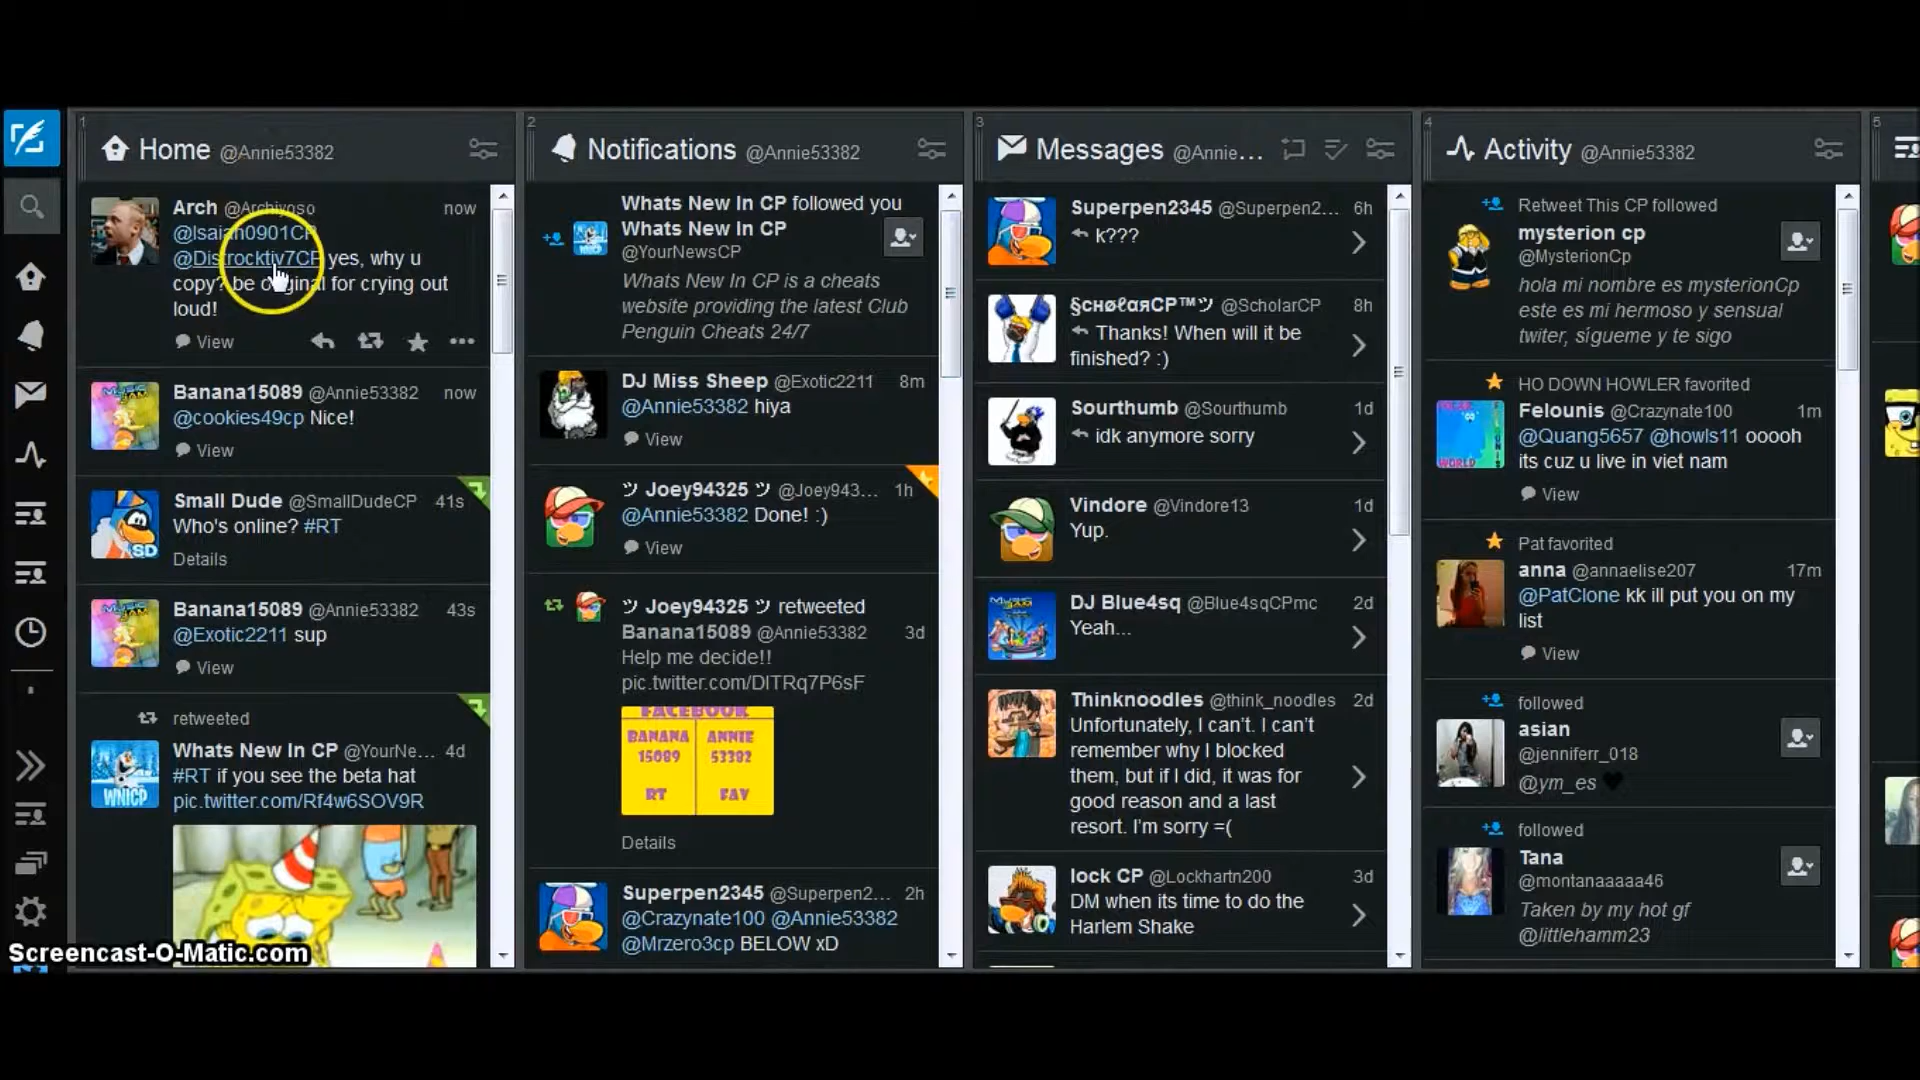 1
Home @Annie53382
Arch @Archiyoso now
@Isaiah0901CP
@Distrocktiv7CP yes, why u
copy? be original for crying out
loud!
View
Banana15089 @Annie53382 now
@cookies49cp Nice!
View
Small Dude @SmallDudeCP 41s
Who's online? #RT
SD
Details
Banana15089 @Annie53382 43s
@Exotic2211 sup
View
retweeted
Whats New In CP @YourNe... 4d
#RT if you see the beta hat
WNICP
pic.twitter.com/Rf4w6SOV9R
Screencast-O-Matic.com
2
Notifications @Annie53382
Whats New In CP followed you
Whats New In CP
@YourNewsCP
Whats New In CP is a cheats
website providing the latest Club
Penguin Cheats 24/7
DJ Miss Sheep @Exotic2211 8m
@Annie53382 hiya
View
ツ Joey94325 ツ @Joey943... 1h
@Annie53382 Done! :)
View
ツ Joey94325 ツ retweeted
Banana15089 @Annie53382 3d
Help me decide!!
pic.twitter.com/DITRq7P6sF
FACEBOOK
BANANA ANNIE
15089 53382
RT FAV
Details
Superpen2345 @Superpen2... 2h
@Crazynate100 @Annie53382
@Mrzero3cp BELOW xD
3
Messages @Annie...
Superpen2345 @Superpen2... 6h
k???
§cнøℓαяCP™ツ @ScholarCP 8h
Thanks! When will it be
finished? :)
Sourthumb @Sourthumb 1d
idk anymore sorry
Vindore @Vindore13 1d
Yup.
DJ Blue4sq @Blue4sqCPmc 2d
Yeah...
Thinknoodles @think_noodles 2d
Unfortunately, I can't. I can't
remember why I blocked
them, but if I did, it was for
good reason and a last
resort. I'm sorry =(
lock CP @Lockhartn200 3d
DM when its time to do the
Harlem Shake
4
Activity @Annie53382
Retweet This CP followed
mysterion cp
@MysterionCp
hola mi nombre es mysterionCp
este es mi hermoso y sensual
twiter, sígueme y te sigo
HO DOWN HOWLER favorited
Felounis @Crazynate100 1m
@Quang5657 @howls11 ooooh
its cuz u live in viet nam
View
Pat favorited
anna @annaelise207 17m
@PatClone kk ill put you on my
list
View
followed
asian
@jenniferr_018
@ym_es
followed
Tana
@montanaaaaa46
Taken by my hot gf
@littlehamm23
5